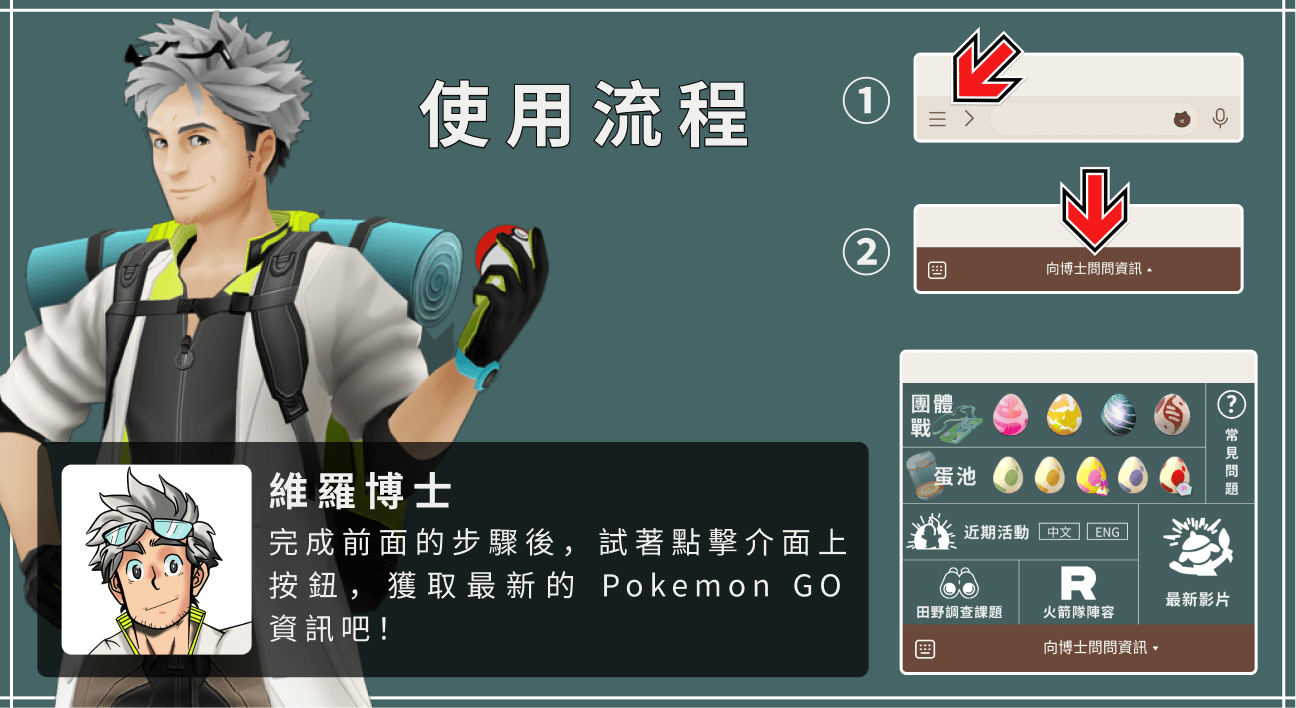 使用流程
①
②
向博士問問資訊▴
團體
戰
?
常見問題
蛋池
近期活動 中文 ENG
田野調查課題
R
火箭隊陣容
最新影片
向博士問問資訊▾
維羅博士
完成前面的步驟後，試著點擊介面上
按鈕，獲取最新的 Pokemon GO
資訊吧！